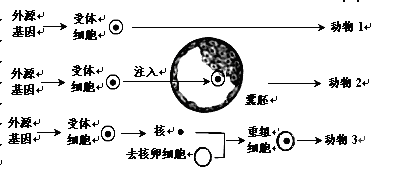 外源 受体
基因 细胞 动物 1
外源 受体 注入
基因 细胞 囊胚 动物 2
外源 受体 核 重组
基因 细胞 去核卵细胞 细胞 动物 3